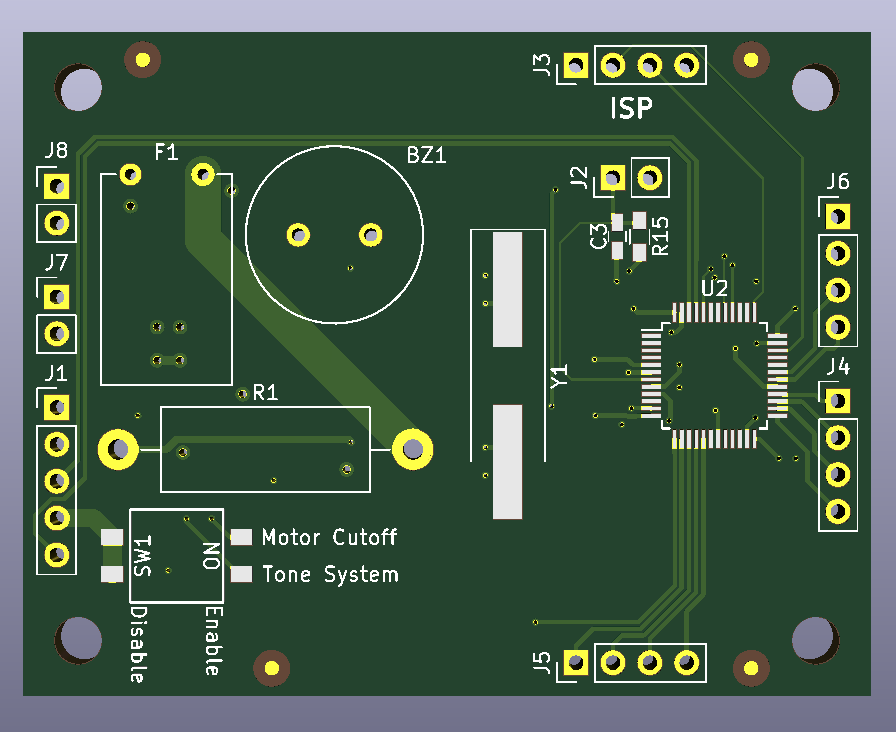 J3
ISP
J8
F1
BZ1
J2
J6
C3
R15
J7
U2
Y1
J4
J1
R1
SW1
NO
Motor Cutoff
Tone System
Disable
Enable
J5